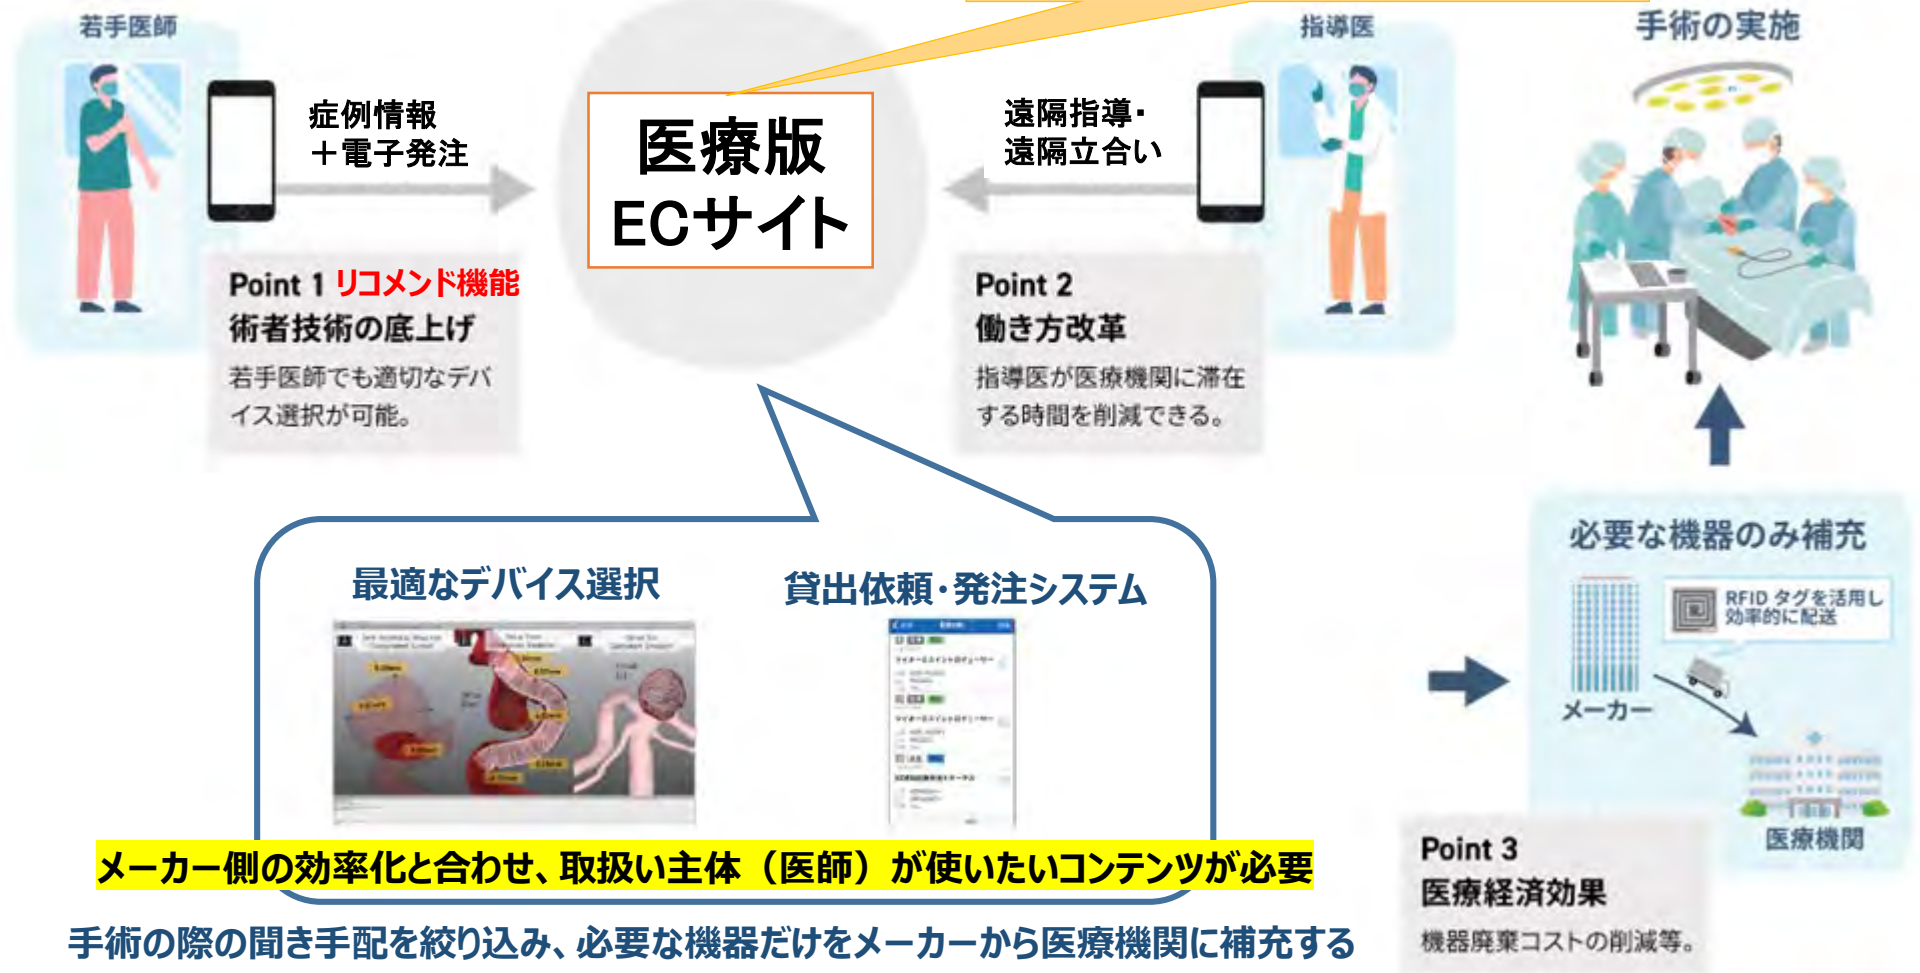 若手医師
症例情報
＋電子発注
医療版
ECサイト
遠隔指導・
遠隔立合い
指導医
手術の実施
Point 1 リコメンド機能
術者技術の底上げ
若手医師でも適切なデバ
イス選択が可能。
Point 2
働き方改革
指導医が医療機関に滞在
する時間を削減できる。
最適なデバイス選択
貸出依頼・発注システム
必要な機器のみ補充
RFID タグを活用し
効率的に配送
メーカー
医療機関
メーカー側の効率化と合わせ、取扱い主体（医師）が使いたいコンテンツが必要
手術の際の聞き手配を絞り込み、必要な機器だけをメーカーから医療機関に補充する
Point 3
医療経済効果
機器廃棄コストの削減等。